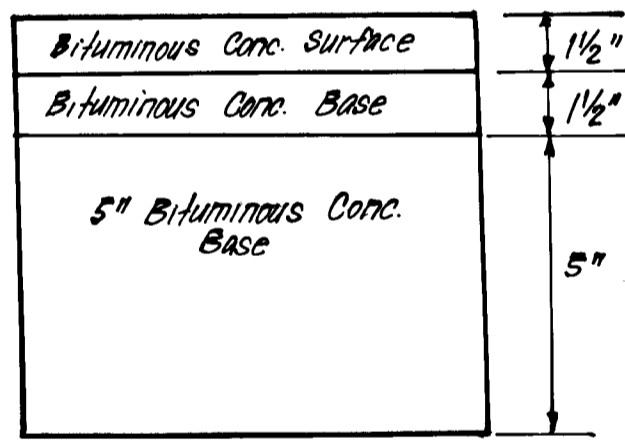 Bituminous Conc. Surface
1½"
Bituminous Conc. Base
1½"
5" Bituminous Conc.
Base
5"